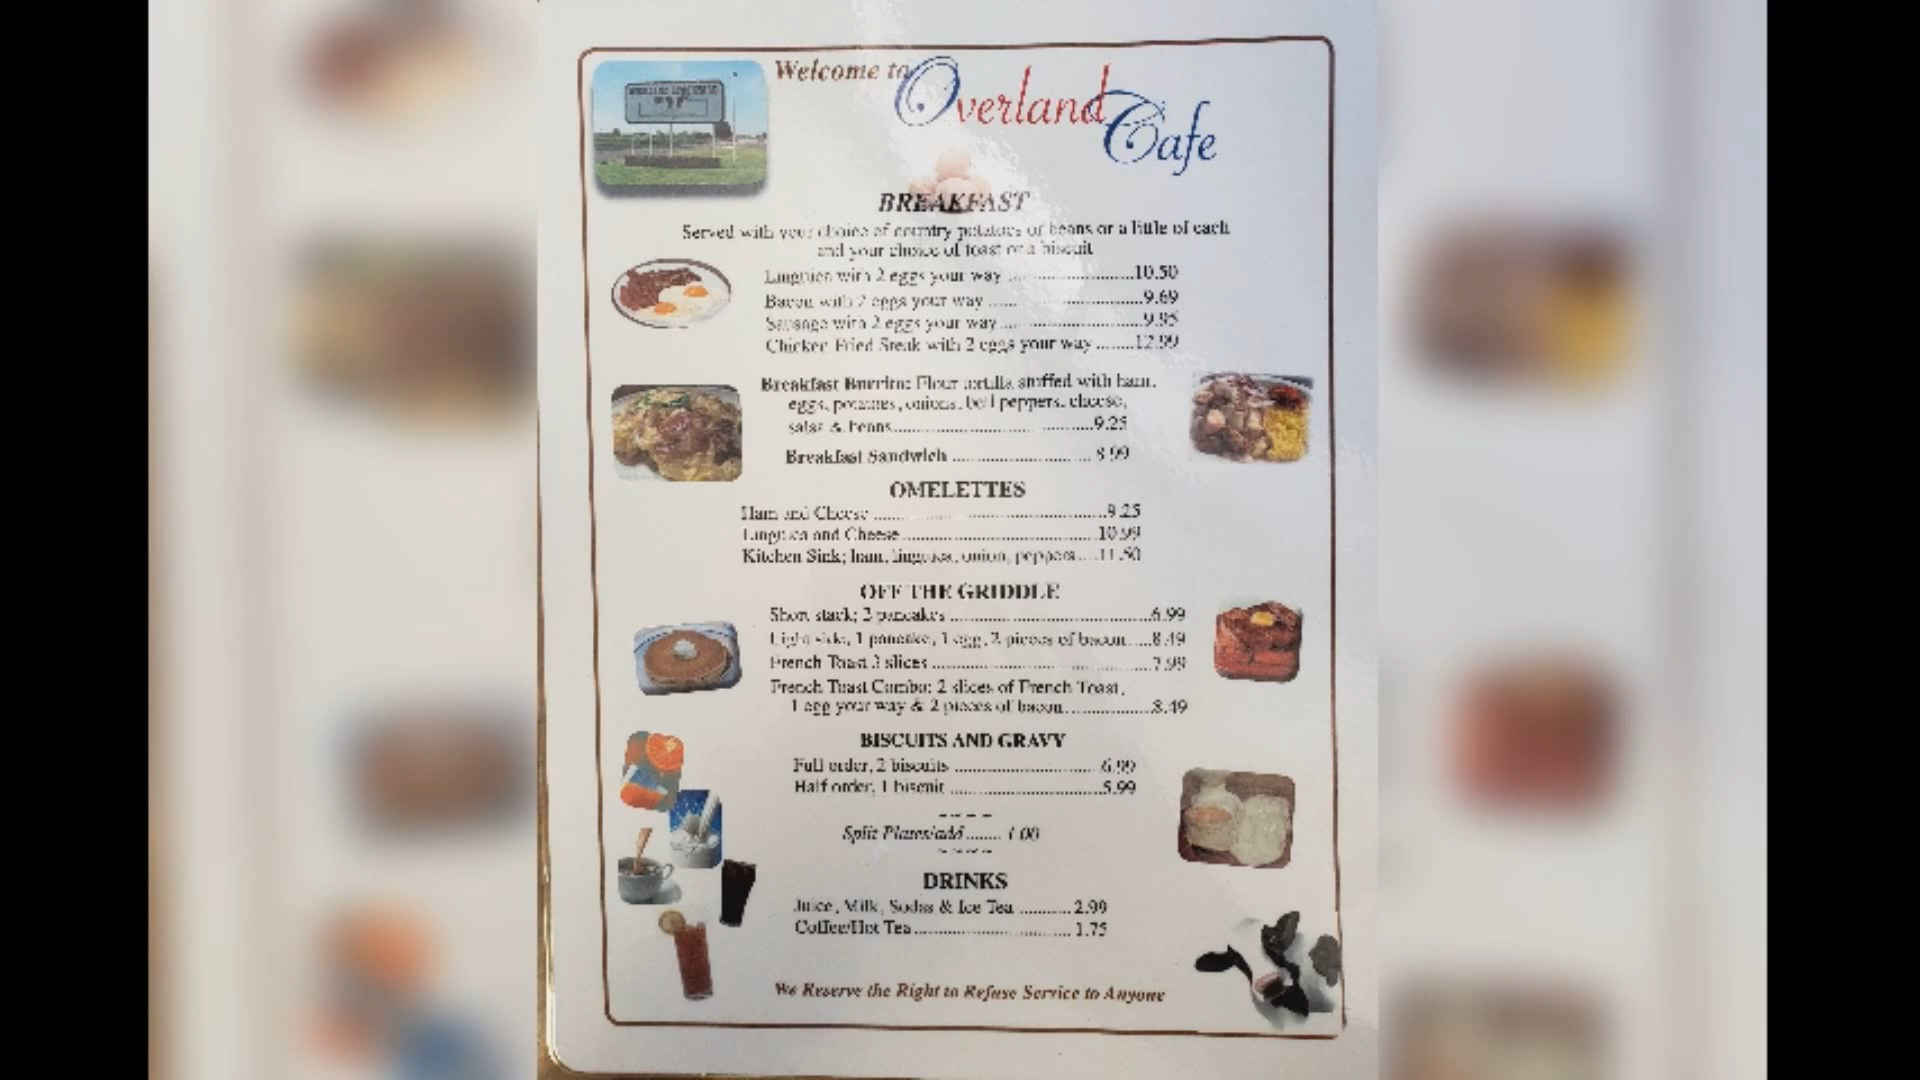 Welcome to Overland Cafe
BREAKFAST
Served with your choice of country potatoes or beans or a little of each
and your choice of toast or a biscuit
Linguica with 2 eggs your way ............10.50
Bacon with 2 eggs your way ............9.69
Sausage with 2 eggs your way ............9.95
Chicken Fried Steak with 2 eggs your way ........12.99
Breakfast Burrito: Flour tortilla stuffed with ham,
eggs, potatoes, onions, bell peppers, cheese,
salsa & beans............9.25
Breakfast Sandwich ............ 8.99
OMELETTES
Ham and Cheese ............9.25
Linguica and Cheese ............10.99
Kitchen Sink; ham, linguica, onion, peppers....11.50
OFF THE GRIDDLE
Short stack; 2 pancakes ............6.99
Light side, 1 pancake, 1 egg, 2 pieces of bacon.....8.49
French Toast 3 slices ............7.99
French Toast Combo: 2 slices of French Toast,
1 egg your way & 2 pieces of bacon............8.49
BISCUITS AND GRAVY
Full order, 2 biscuits ............6.99
Half order, 1 biscuit ............5.99
Split Plates/add........ 1.00
DRINKS
Juice, Milk, Sodas & Ice Tea ........... 2.99
Coffee/Hot Tea............ 1.75
We Reserve the Right to Refuse Service to Anyone